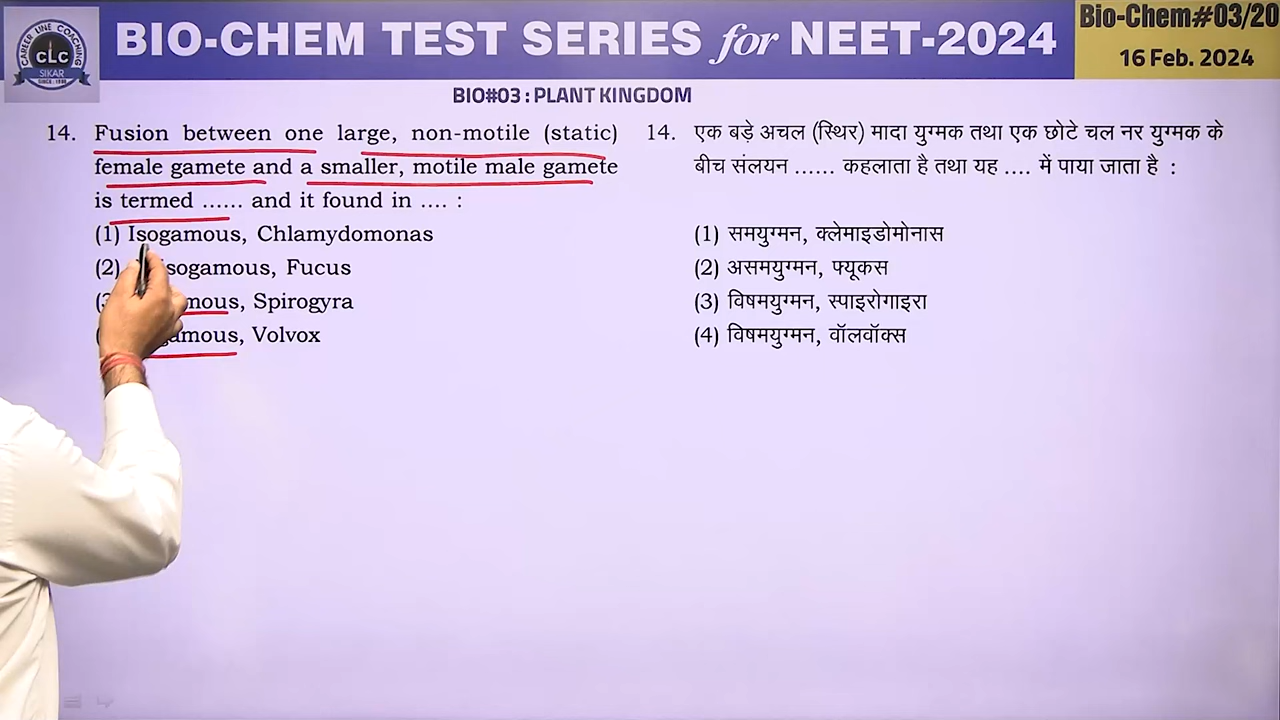 CAREER LINE COACHING
CLC
SIKAR
SINCE : 1996
BIO-CHEM TEST SERIES for NEET-2024
Bio-Chem#03/20
16 Feb. 2024
BIO#03 : PLANT KINGDOM
14. Fusion between one large, non-motile (static)
female gamete and a smaller, motile male gamete
is termed ...... and it found in .... :
(1) Isogamous, Chlamydomonas
(2) isogamous, Fucus
(3 mous, Spirogyra
gamous, Volvox
14. एक बड़े अचल (स्थिर) मादा युग्मक तथा एक छोटे चल नर युग्मक के
बीच संलयन ...... कहलाता है तथा यह .... में पाया जाता है :
(1) समयुग्मन, क्लेमाइडोमोनास
(2) असमयुग्मन, फ्यूकस
(3) विषमयुग्मन, स्पाइरोगाइरा
(4) विषमयुग्मन, वॉलवॉक्स